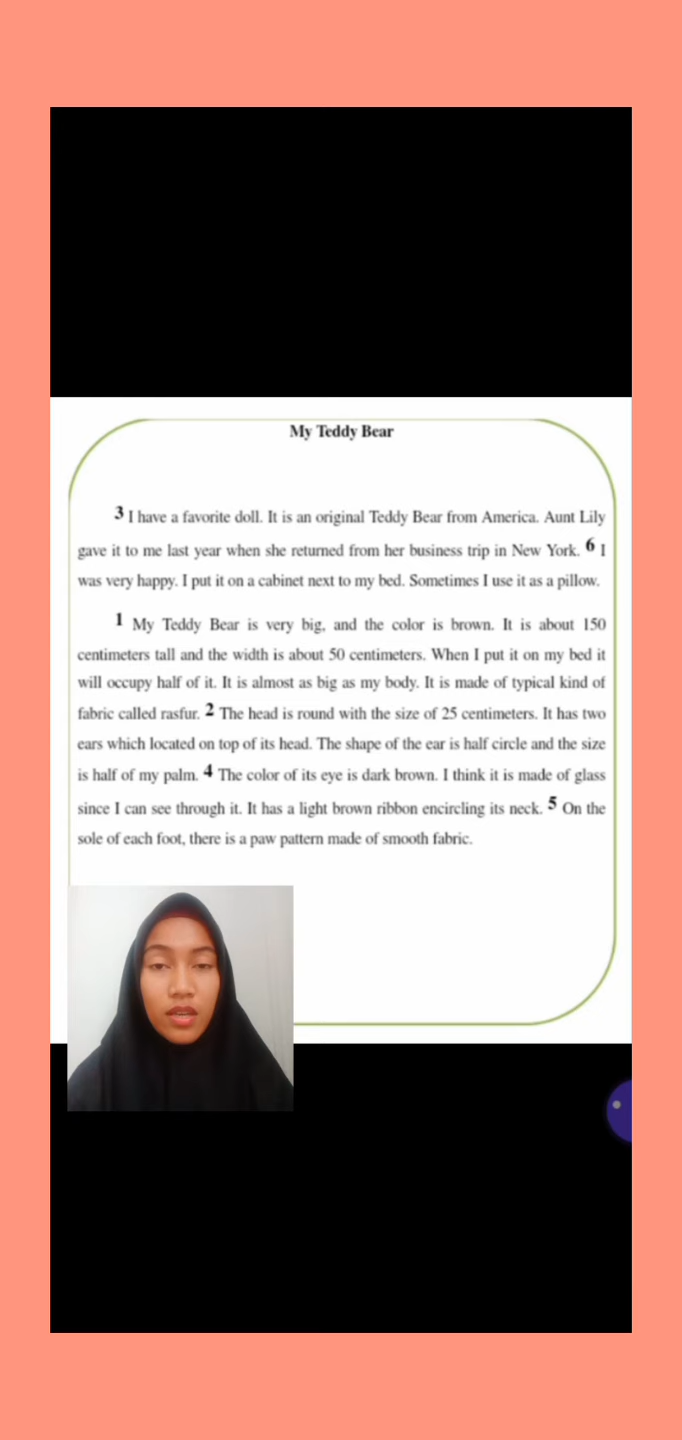 My Teddy Bear
3 I have a favorite doll. It is an original Teddy Bear from America. Aunt Lily
gave it to me last year when she returned from her business trip in New York. 6 I
was very happy. I put it on a cabinet next to my bed. Sometimes I use it as a pillow.
1 My Teddy Bear is very big, and the color is brown. It is about 150
centimeters tall and the width is about 50 centimeters. When I put it on my bed it
will occupy half of it. It is almost as big as my body. It is made of typical kind of
fabric called rasfur. 2 The head is round with the size of 25 centimeters. It has two
ears which located on top of its head. The shape of the ear is half circle and the size
is half of my palm. 4 The color of its eye is dark brown. I think it is made of glass
since I can see through it. It has a light brown ribbon encircling its neck. 5 On the
sole of each foot, there is a paw pattern made of smooth fabric.